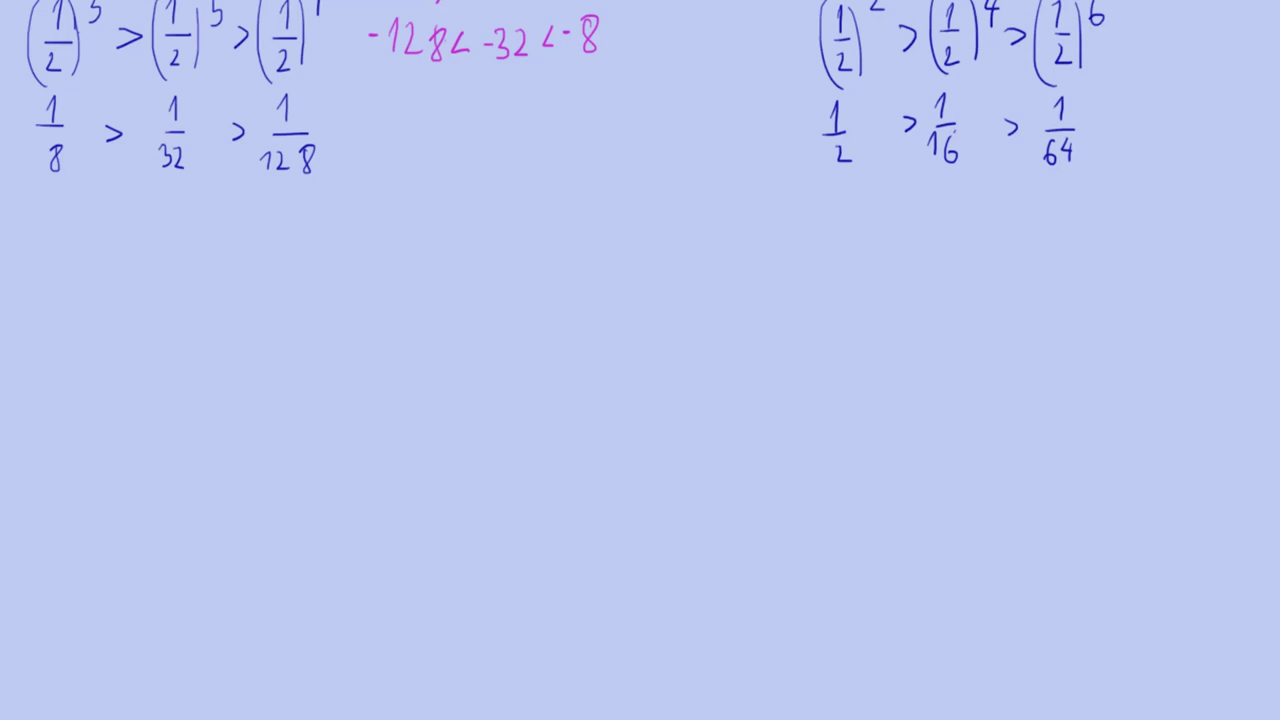 (1/2)^3 > (1/2)^5 > (1/2) -128 < -32 < -8
1/8 > 1/32 > 1/128
(1/2)^2 > (1/2)^4 > (1/2)^6
1/2 > 1/16 > 1/64